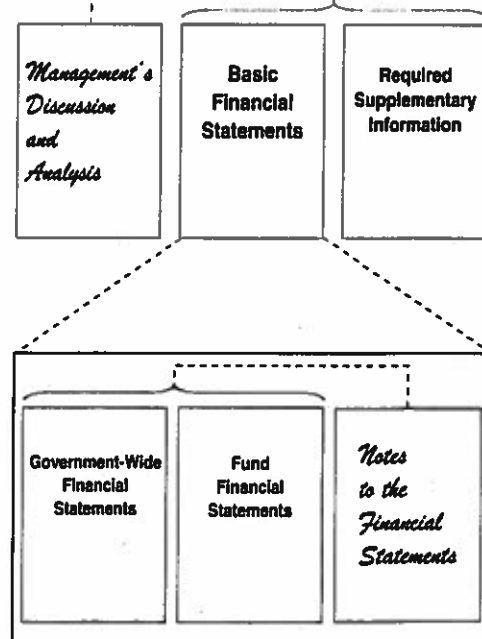 Management's
Discussion
and
Analysis
Basic
Financial
Statements
Required
Supplementary
Information
Government-Wide
Financial
Statements
Fund
Financial
Statements
Notes
to the
Financial
Statements